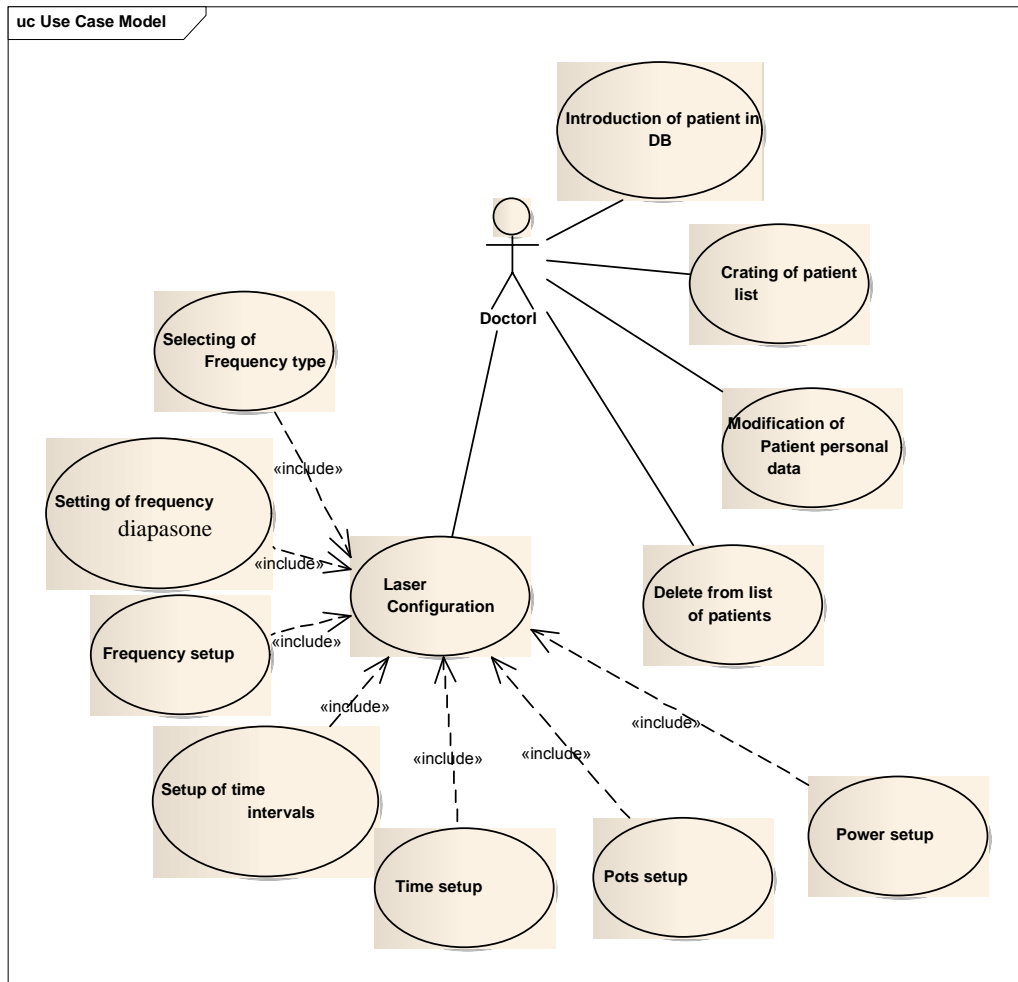 uc Use Case Model
Introduction of patient in
DB
Crating of patient
list
Doctorl
Selecting of
Frequency type
Modification of
Patient personal
data
«include»
Setting of frequency
diapasone
«include»
Laser
Configuration
Delete from list
of patients
Frequency setup
«include»
«include»
«include»
«include»
«include»
Setup of time
intervals
Power setup
Time setup
Pots setup